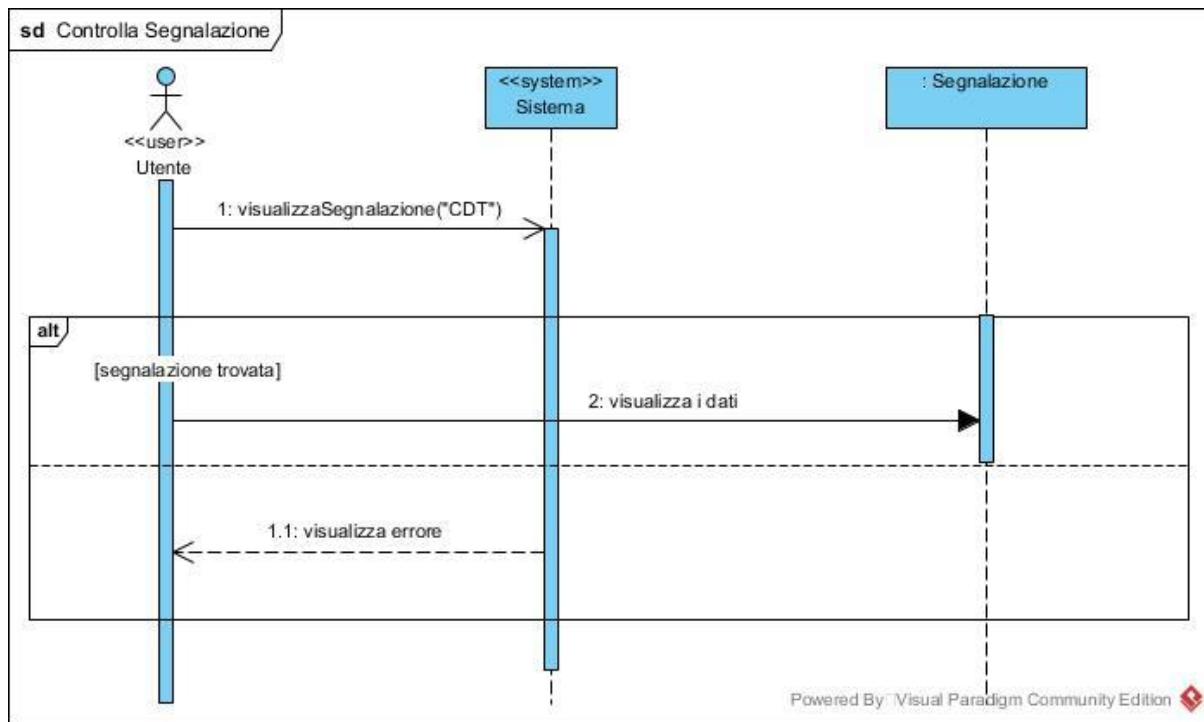 sd Controlla Segnalazione
<<system>>
Sistema
: Segnalazione
<<user>>
Utente
1: visualizzaSegnalazione("CDT")
alt
[segnalazione trovata]
2: visualizza i dati
1.1: visualizza errore
Powered By Visual Paradigm Community Edition